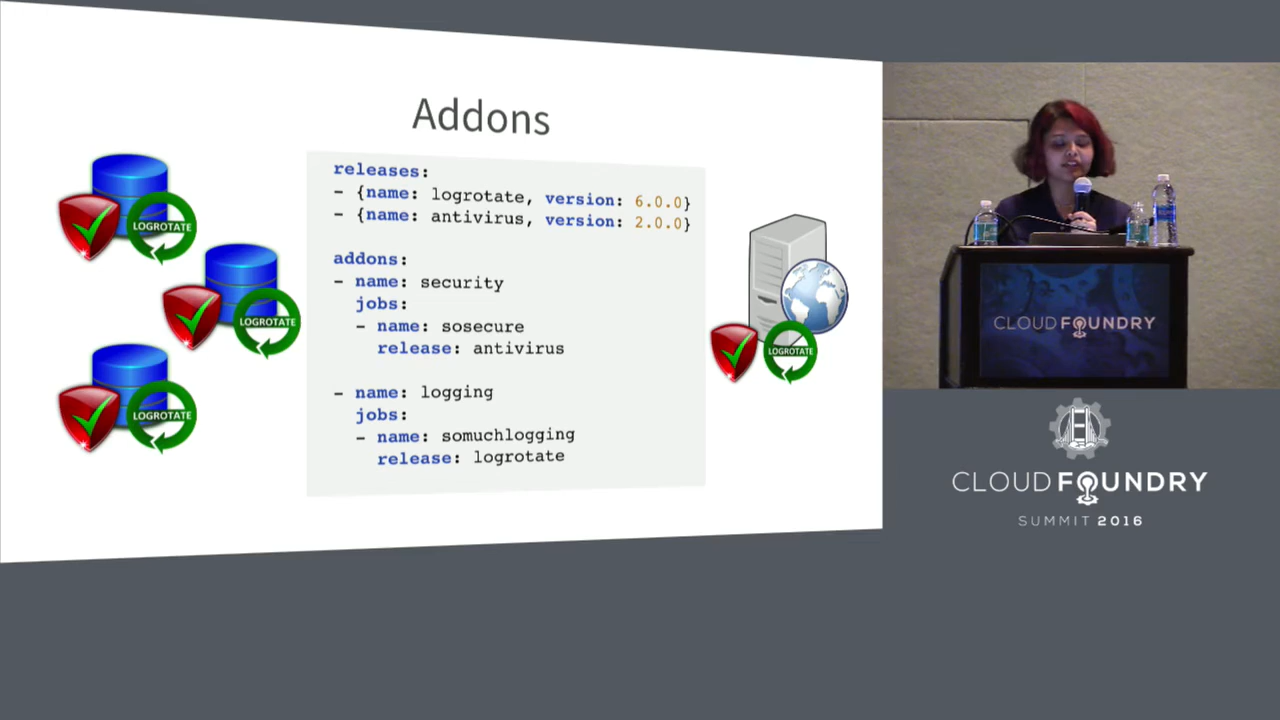 Addons
releases:
- {name: logrotate, version: 6.0.0}
- {name: antivirus, version: 2.0.0}
addons:
- name: security
jobs:
- name: sosecure
release: antivirus
- name: logging
jobs:
- name: somuchlogging
release: logrotate
LOGROTATE
LOGROTATE
LOGROTATE
LOGROTATE
CLOUD FOUNDRY
CLOUD FOUNDRY
SUMMIT 2016